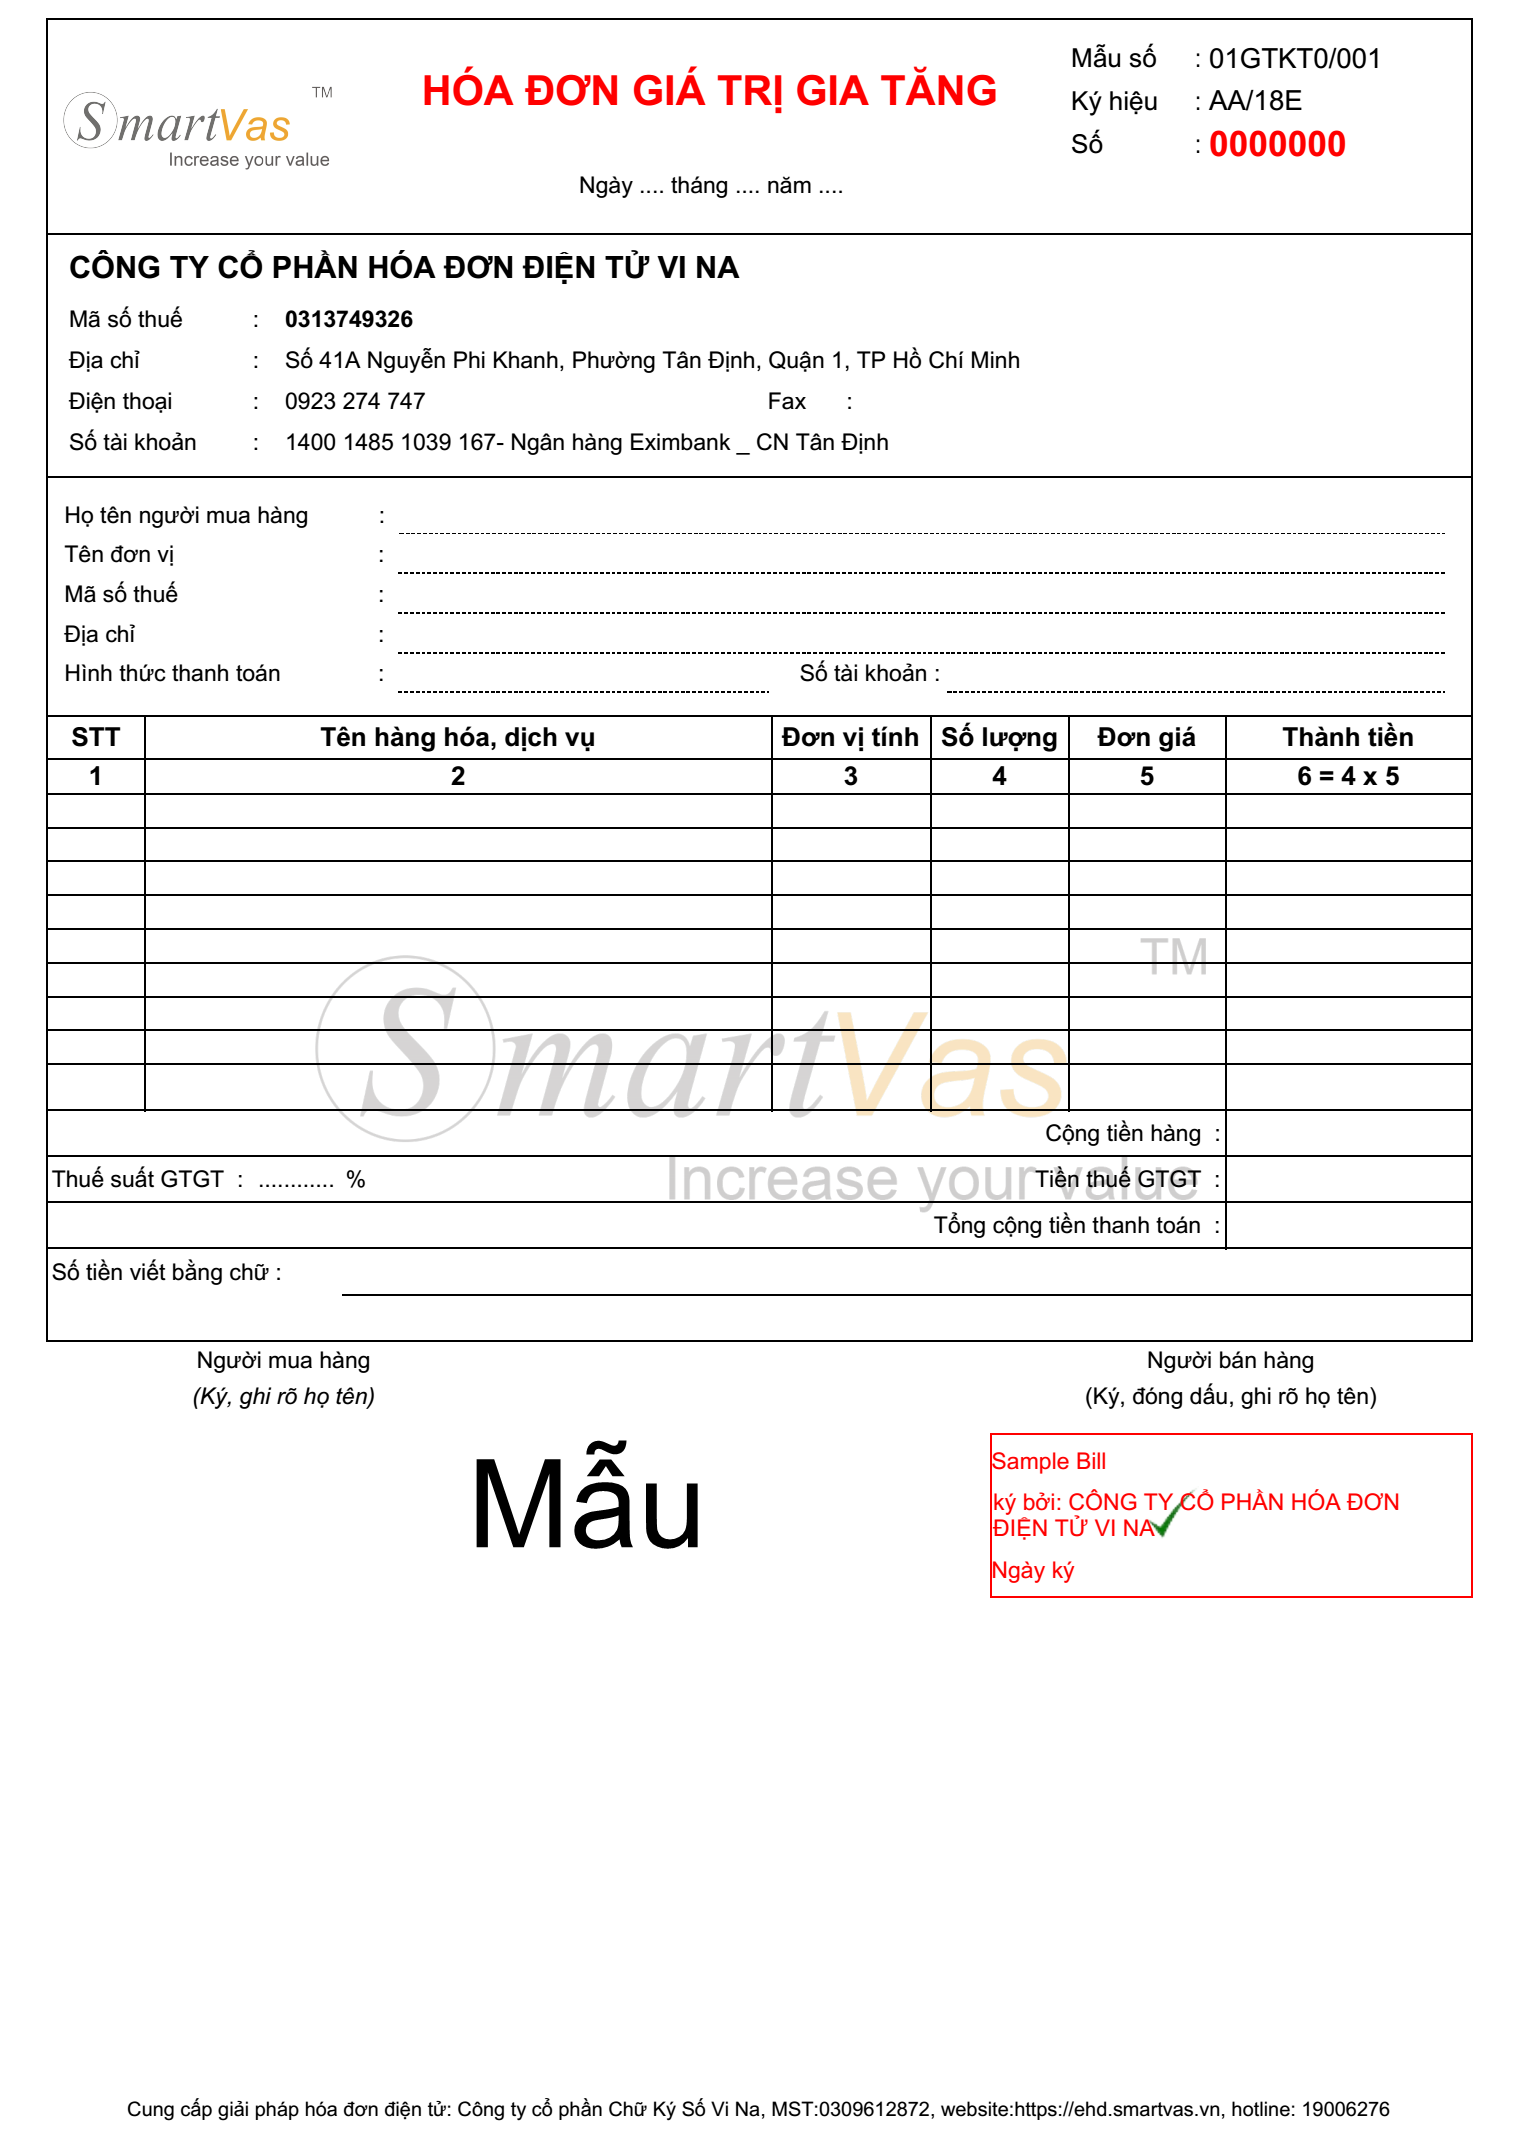 SmartVas TM
Increase your value
HÓA ĐƠN GIÁ TRỊ GIA TĂNG
Ngày .... tháng .... năm ....
Mẫu số : 01GTKT0/001
Ký hiệu : AA/18E
Số : 0000000
CÔNG TY CỔ PHẦN HÓA ĐƠN ĐIỆN TỬ VI NA
Mã số thuế : 0313749326
Địa chỉ : Số 41A Nguyễn Phi Khanh, Phường Tân Định, Quận 1, TP Hồ Chí Minh
Điện thoại : 0923 274 747 Fax :
Số tài khoản : 1400 1485 1039 167- Ngân hàng Eximbank _ CN Tân Định
Họ tên người mua hàng :
Tên đơn vị :
Mã số thuế :
Địa chỉ :
Hình thức thanh toán : Số tài khoản :
STT Tên hàng hóa, dịch vụ Đơn vị tính Số lượng Đơn giá Thành tiền
1 2 3 4 5 6 = 4 x 5
SmartVas TM
Increase your value
Cộng tiền hàng :
Thuế suất GTGT : ............ % Tiền thuế GTGT :
Tổng cộng tiền thanh toán :
Số tiền viết bằng chữ :
Người mua hàng Người bán hàng
(Ký, ghi rõ họ tên) (Ký, đóng dấu, ghi rõ họ tên)
Mẫu
Sample Bill
ký bởi: CÔNG TY CỔ PHẦN HÓA ĐƠN
ĐIỆN TỬ VI NA
Ngày ký
Cung cấp giải pháp hóa đơn điện tử: Công ty cổ phần Chữ Ký Số Vi Na, MST:0309612872, website:https://ehd.smartvas.vn, hotline: 19006276